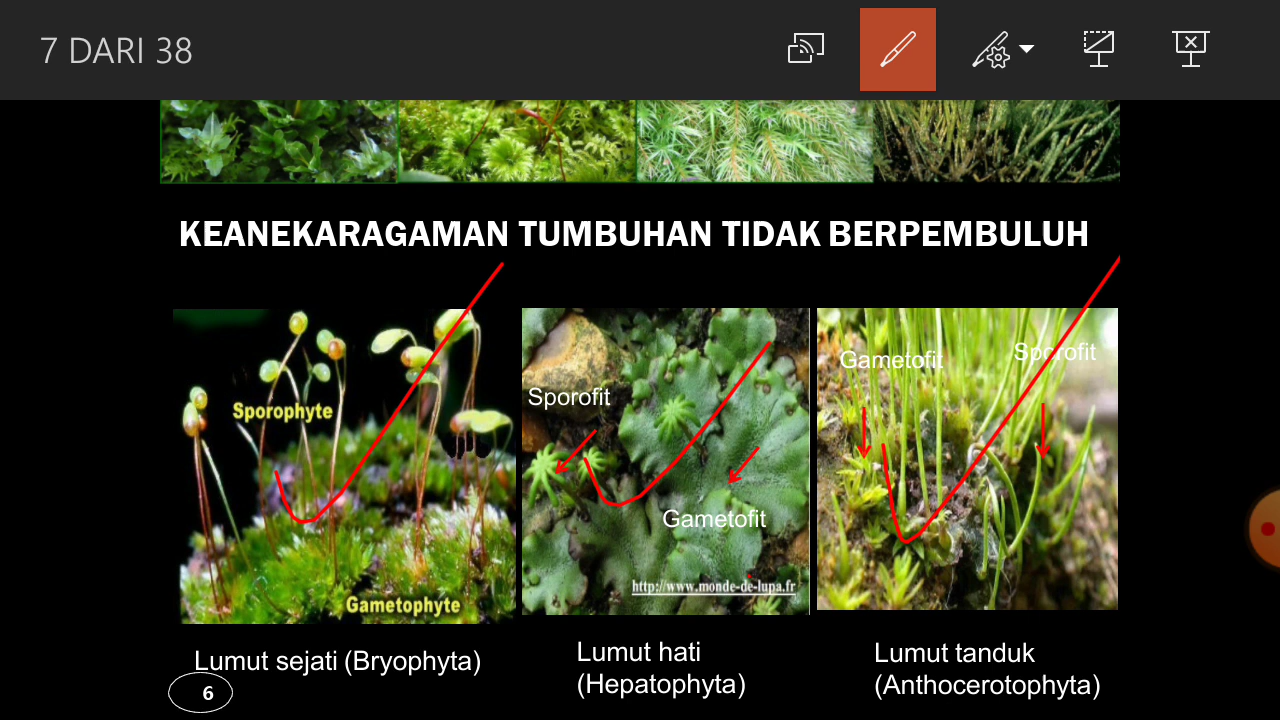 7 DARI 38
KEANEKARAGAMAN TUMBUHAN TIDAK BERPEMBULUH
Sporophyte
Gametophyte
Sporofit
Gametofit
http://www.monde-de-lupa.fr
Gametofit
Sporofit
Lumut sejati (Bryophyta)
Lumut hati
(Hepatophyta)
Lumut tanduk
(Anthocerotophyta)
6